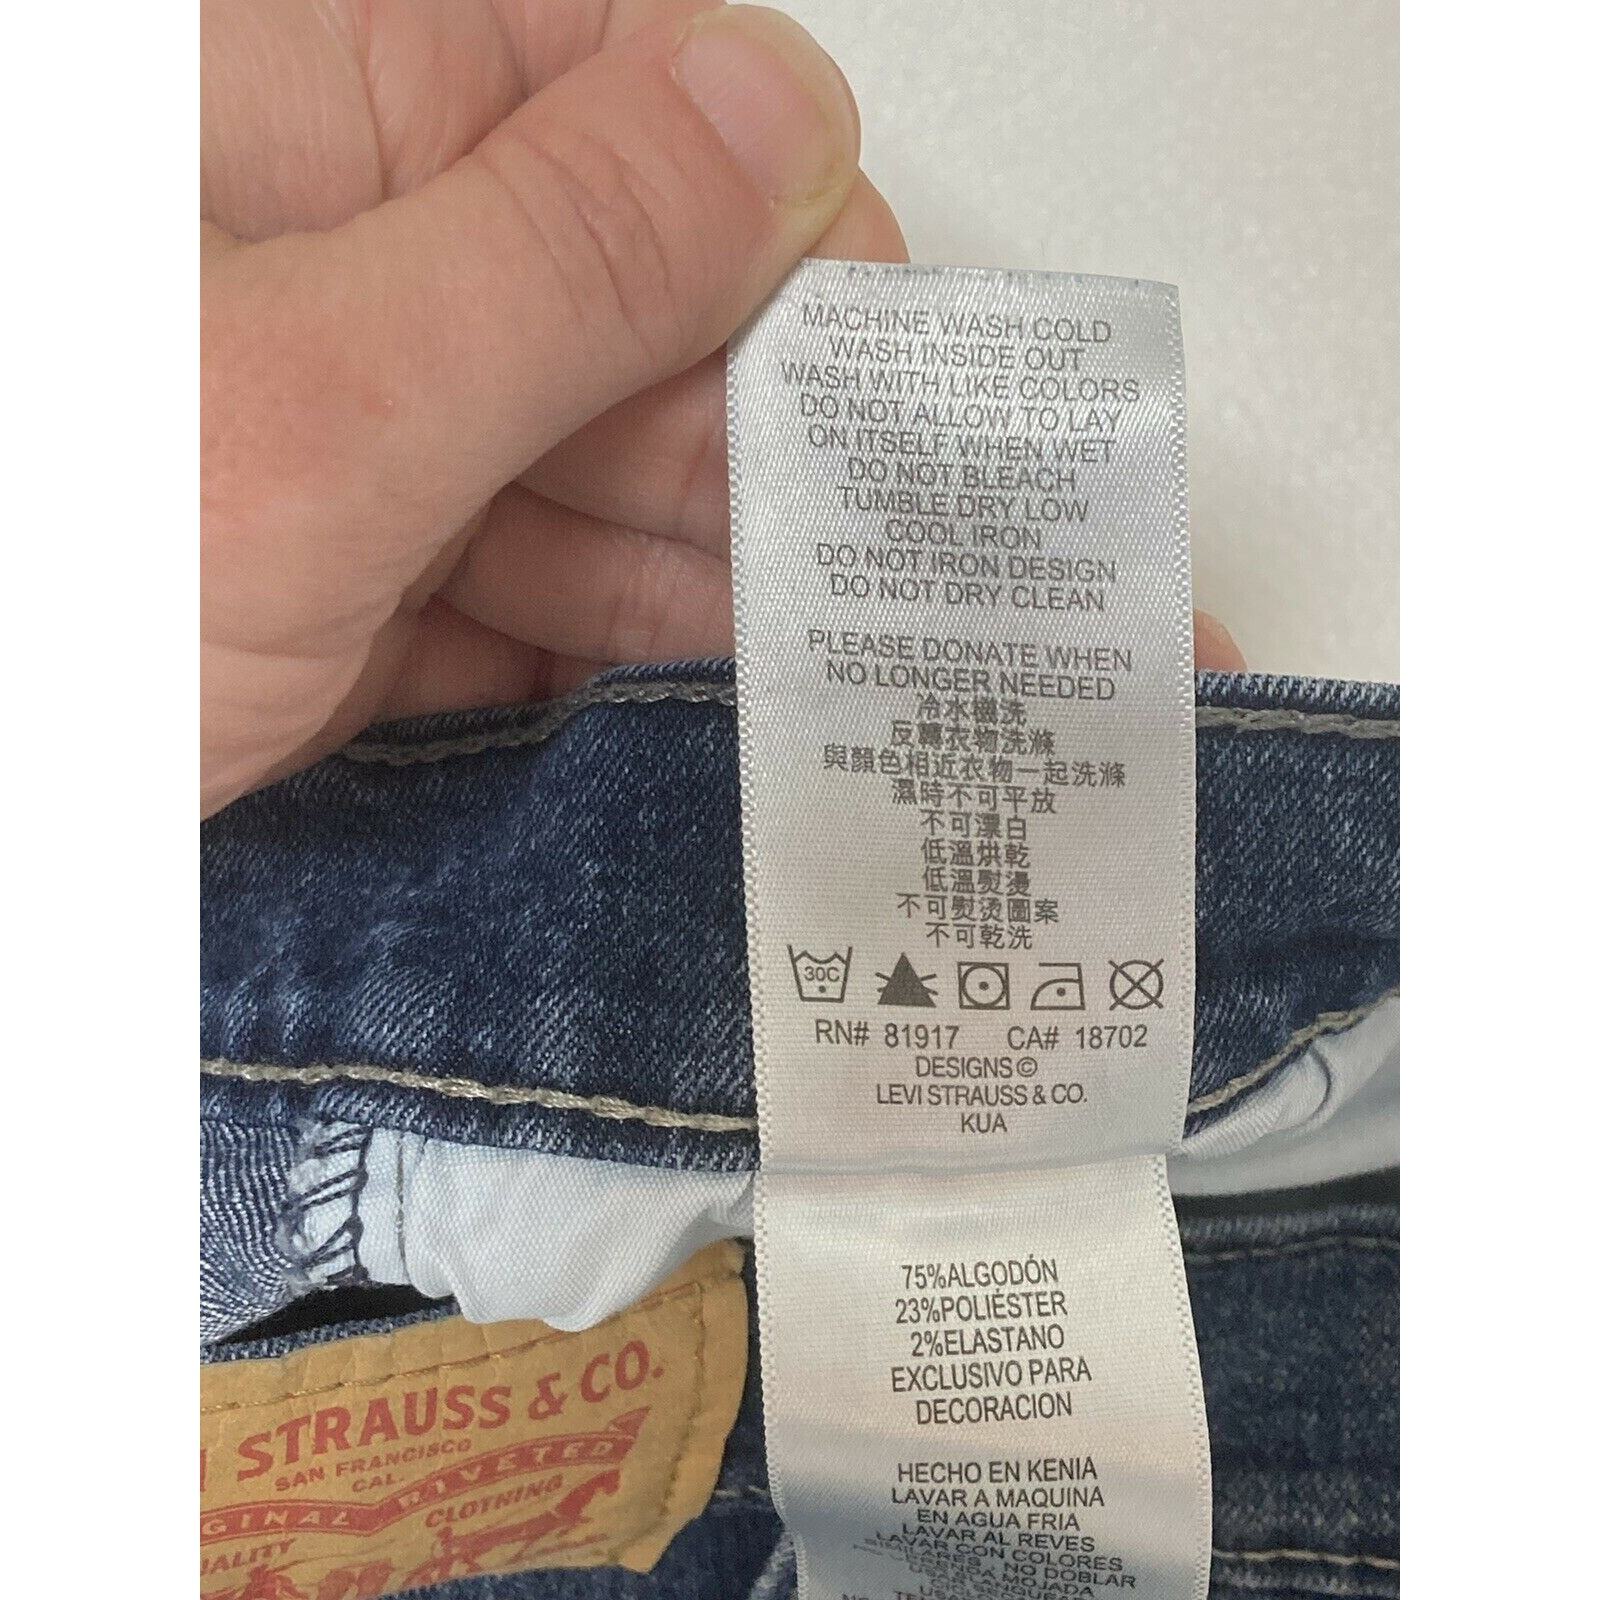 MACHINE WASH COLD
WASH INSIDE OUT
WASH WITH LIKE COLORS
DO NOT ALLOW TO LAY
ON ITSELF WHEN WET
DO NOT BLEACH
TUMBLE DRY LOW
COOL IRON
DO NOT IRON DESIGN
DO NOT DRY CLEAN
PLEASE DONATE WHEN
NO LONGER NEEDED
冷水機洗
反轉衣物洗滌
與顏色相近衣物一起洗滌
濕時不可平放
不可漂白
低溫烘乾
低溫熨燙
不可熨燙圖案
不可乾洗
30C
RN# 81917 CA# 18702
DESIGNS©
LEVI STRAUSS & CO.
KUA
75%ALGODÓN
23%POLIÉSTER
2%ELASTANO
EXCLUSIVO PARA
DECORACION
HECHO EN KENIA
LAVAR A MAQUINA
EN AGUA FRIA
LAVAR AL REVES
LAVAR CON COLORES
NO DOBLAR
MOJADA
STRAUSS & CO.
SAN FRANCISCO
CAL.
RIVETED
CLOTHING